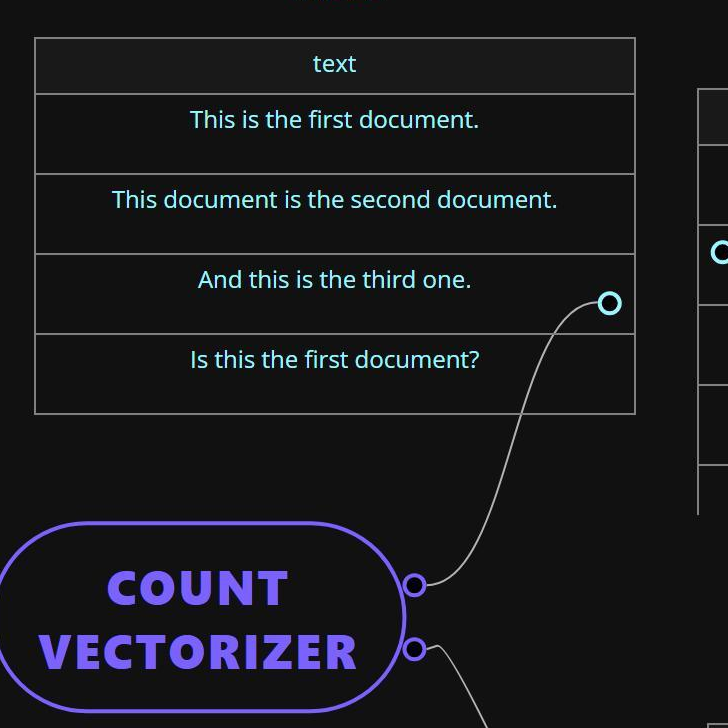 text
This is the first document.
This document is the second document.
And this is the third one.
Is this the first document?
COUNT
VECTORIZER